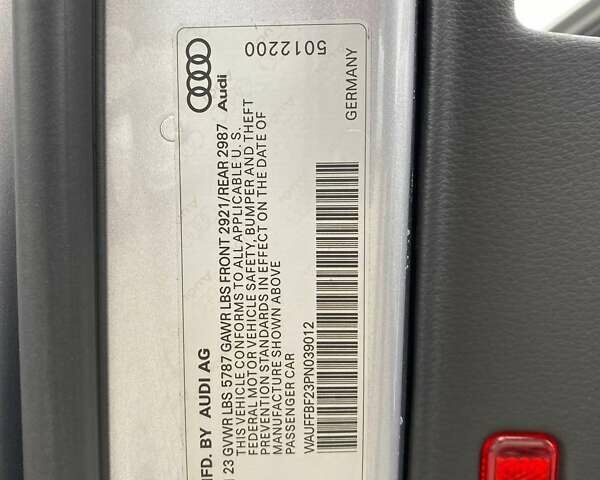 MFD. BY AUDI AG
23 GVWR LBS 5787 GAWR LBS FRONT 2921/REAR 2987
THIS VEHICLE CONFORMS TO ALL APPLICABLE U. S.
FEDERAL MOTOR VEHICLE SAFETY, BUMPER AND THEFT
PREVENTION STANDARDS IN EFFECT ON THE DATE OF
MANUFACTURE SHOWN ABOVE
PASSENGER CAR
WAUFFBF23PN039012
GERMANY
Audi
5012200